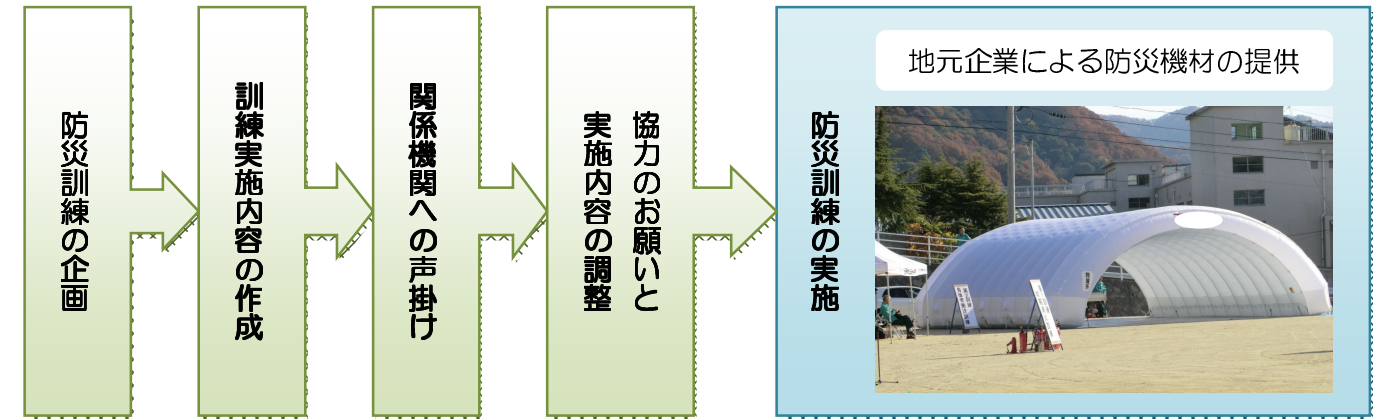 防災訓練の企画
訓練実施内容の作成
関係機関への声掛け
協力のお願いと
実施内容の調整
防災訓練の実施
地元企業による防災機材の提供